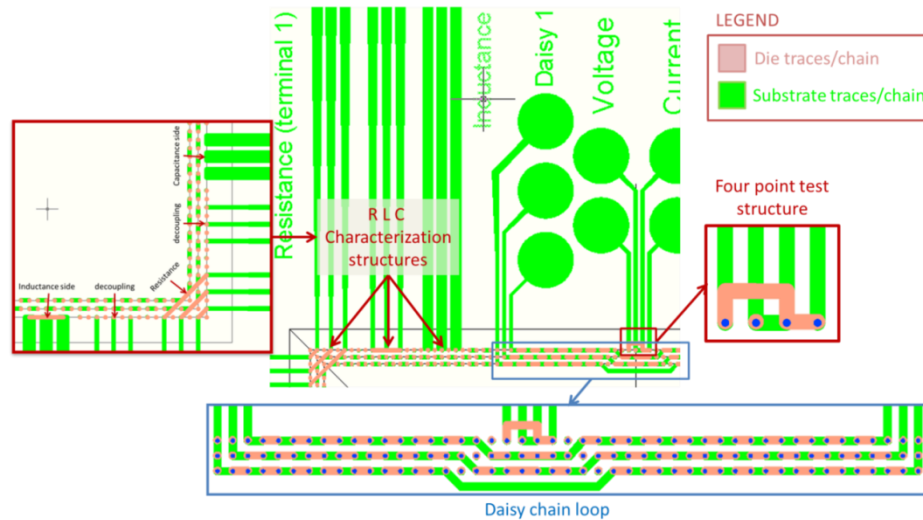 LEGEND
Die traces/chain
Substrate traces/chain
Resistance (terminal 1)
Inductance
Daisy 1
Voltage
Current
Capacitance side
decoupling
Resistance
Inductance side
decoupling
R L C
Characterization
structures
Four point test
structure
Daisy chain loop